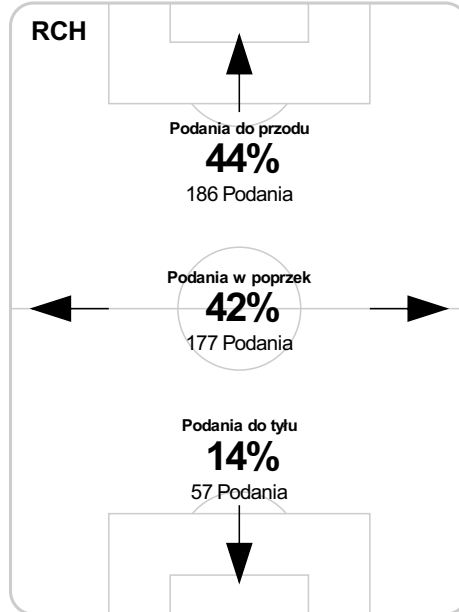 RCH
Podania do przodu
44%
186 Podania
Podania w poprzek
42%
177 Podania
Podania do tyłu
14%
57 Podania